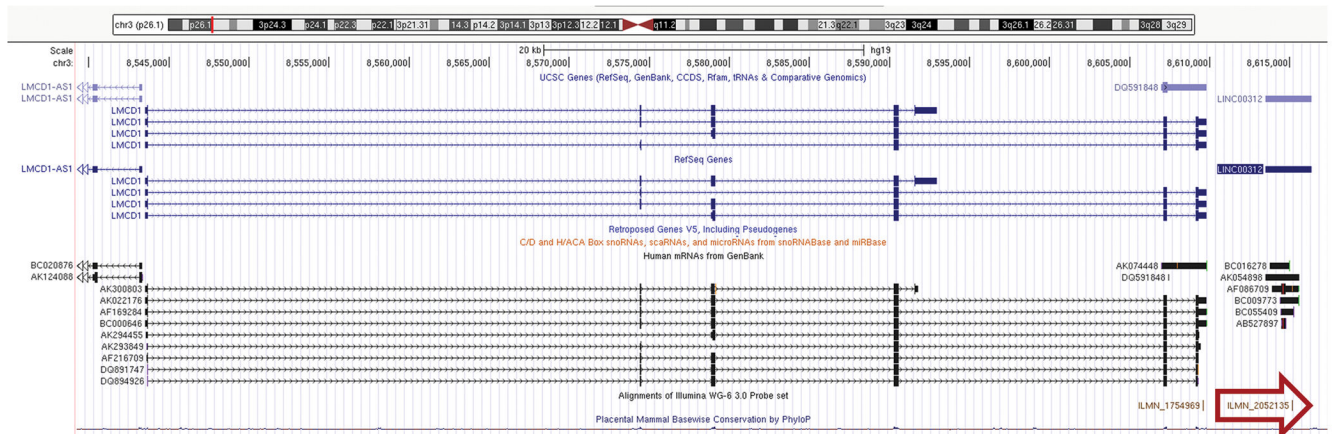 chr3 (p26.1) p26.1 3p24.3 p24.1 p22.3 p22.1 3p21.31 14.3 p14.2 3p14.1 3p13 3p12.3 12.2 12.1 q11.2 21.3 q22.1 3q23 3q24 3q26.1 26.2 26.31 3q28 3q29
Scale 20 kb hg19
chr3: 8,545,000 8,550,000 8,555,000 8,560,000 8,565,000 8,570,000 8,575,000 8,580,000 8,585,000 8,590,000 8,595,000 8,600,000 8,605,000 8,610,000 8,615,000
UCSC Genes (RefSeq, GenBank, CCDS, Rfam, tRNAs & Comparative Genomics)
LMCD1-AS1 DQ591848
LMCD1-AS1 LINC00312
LMCD1
LMCD1
LMCD1
LMCD1
RefSeq Genes
LMCD1-AS1 LINC00312
LMCD1
LMCD1
LMCD1
LMCD1
Retroposed Genes V5, Including Pseudogenes
C/D and H/ACA Box snoRNAs, scaRNAs, and microRNAs from snoRNABase and miRBase
Human mRNAs from GenBank
BC020876 AK074448 BC016278
AK124088 DQ591848 AK054898
AK300803 AF086709
AK022176 BC009773
AF169284 BC055409
BC000646 AB527897
AK294455
AK293849
AF216709
DQ891747
DQ894926
Alignments of Illumina WG-6 3.0 Probe set
ILMN_1754969 ILMN_2052135
Placental Mammal Basewise Conservation by PhyloP